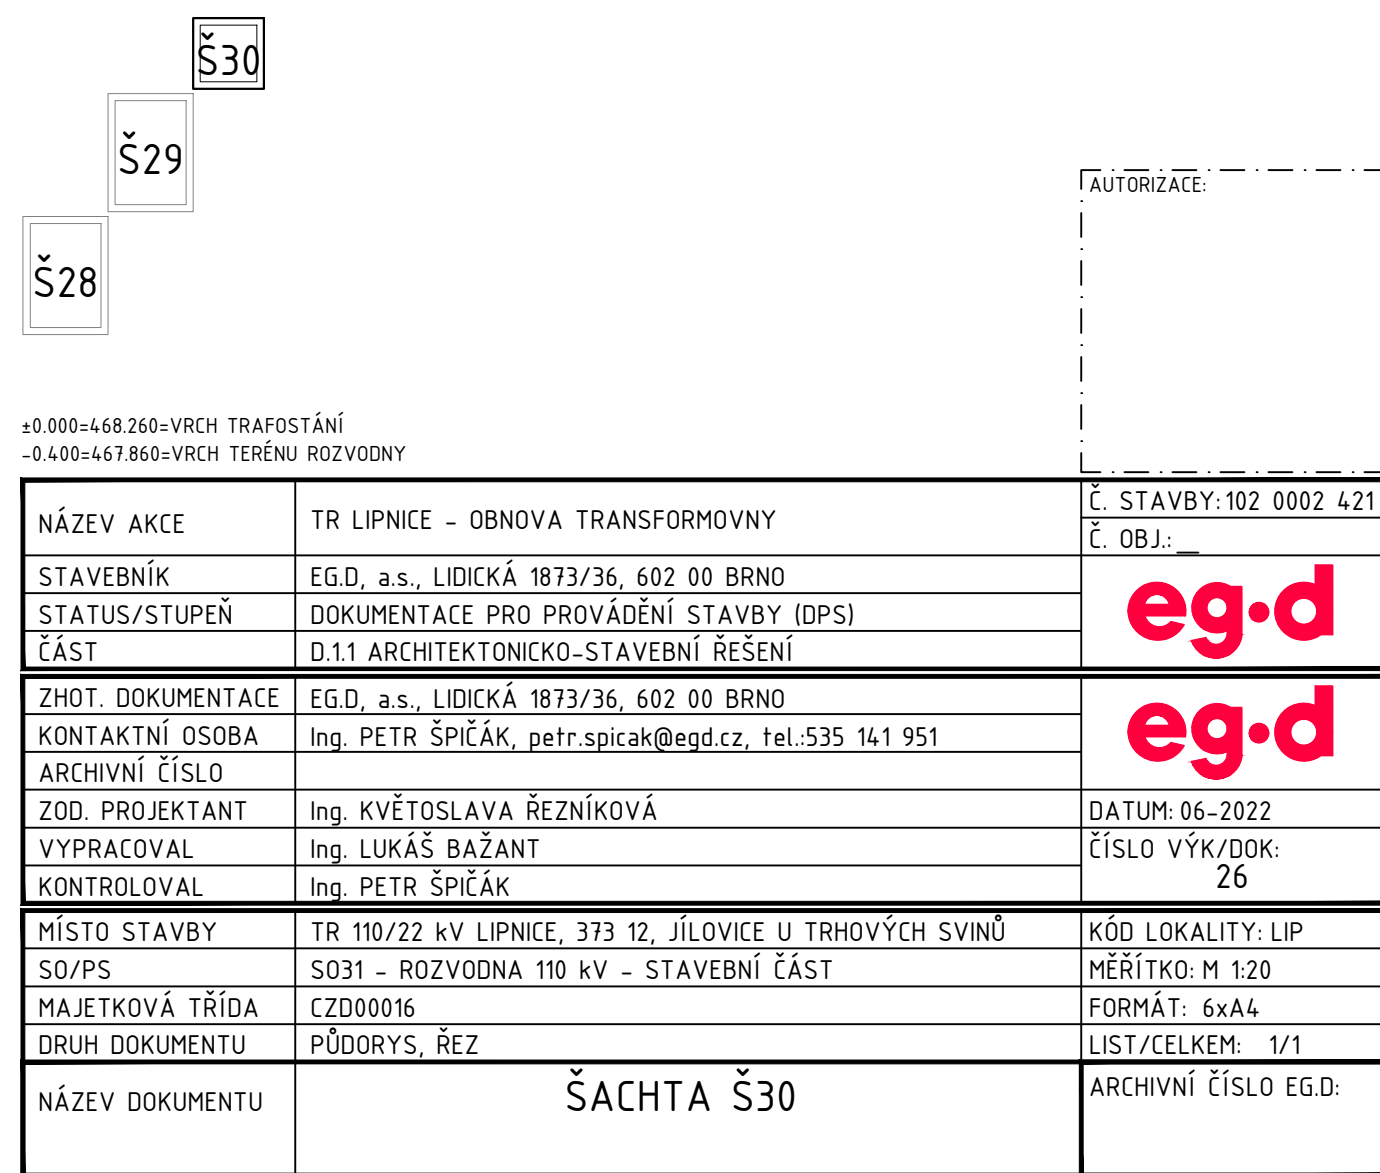 Š30
Š29
Š28
AUTORIZACE:
±0.000=468.260=VRCH TRAFOSTÁNÍ
-0.400=467.860=VRCH TERÉNU ROZVODNY
NÁZEV AKCE TR LIPNICE - OBNOVA TRANSFORMOVNY Č. STAVBY: 102 0002 421
Č. OBJ.: __
STAVEBNÍK EG.D, a.s., LIDICKÁ 1873/36, 602 00 BRNO
eg.d
STATUS/STUPEŇ DOKUMENTACE PRO PROVÁDĚNÍ STAVBY (DPS)
ČÁST D.1.1 ARCHITEKTONICKO-STAVEBNÍ ŘEŠENÍ
ZHOT. DOKUMENTACE EG.D, a.s., LIDICKÁ 1873/36, 602 00 BRNO
eg.d
KONTAKTNÍ OSOBA Ing. PETR ŠPIČÁK, petr.spicak@egd.cz, tel.:535 141 951
ARCHIVNÍ ČÍSLO
ZOD. PROJEKTANT Ing. KVĚTOSLAVA ŘEZNÍKOVÁ DATUM: 06-2022
VYPRACOVAL Ing. LUKÁŠ BAŽANT ČÍSLO VÝK/DOK:
KONTROLOVAL Ing. PETR ŠPIČÁK 26
MÍSTO STAVBY TR 110/22 kV LIPNICE, 373 12, JÍLOVICE U TRHOVÝCH SVINŮ KÓD LOKALITY: LIP
SO/PS SO31 - ROZVODNA 110 kV - STAVEBNÍ ČÁST MĚŘÍTKO: M 1:20
MAJETKOVÁ TŘÍDA CZD00016 FORMÁT: 6xA4
DRUH DOKUMENTU PŮDORYS, ŘEZ LIST/CELKEM: 1/1
NÁZEV DOKUMENTU ŠACHTA Š30 ARCHIVNÍ ČÍSLO EG.D: